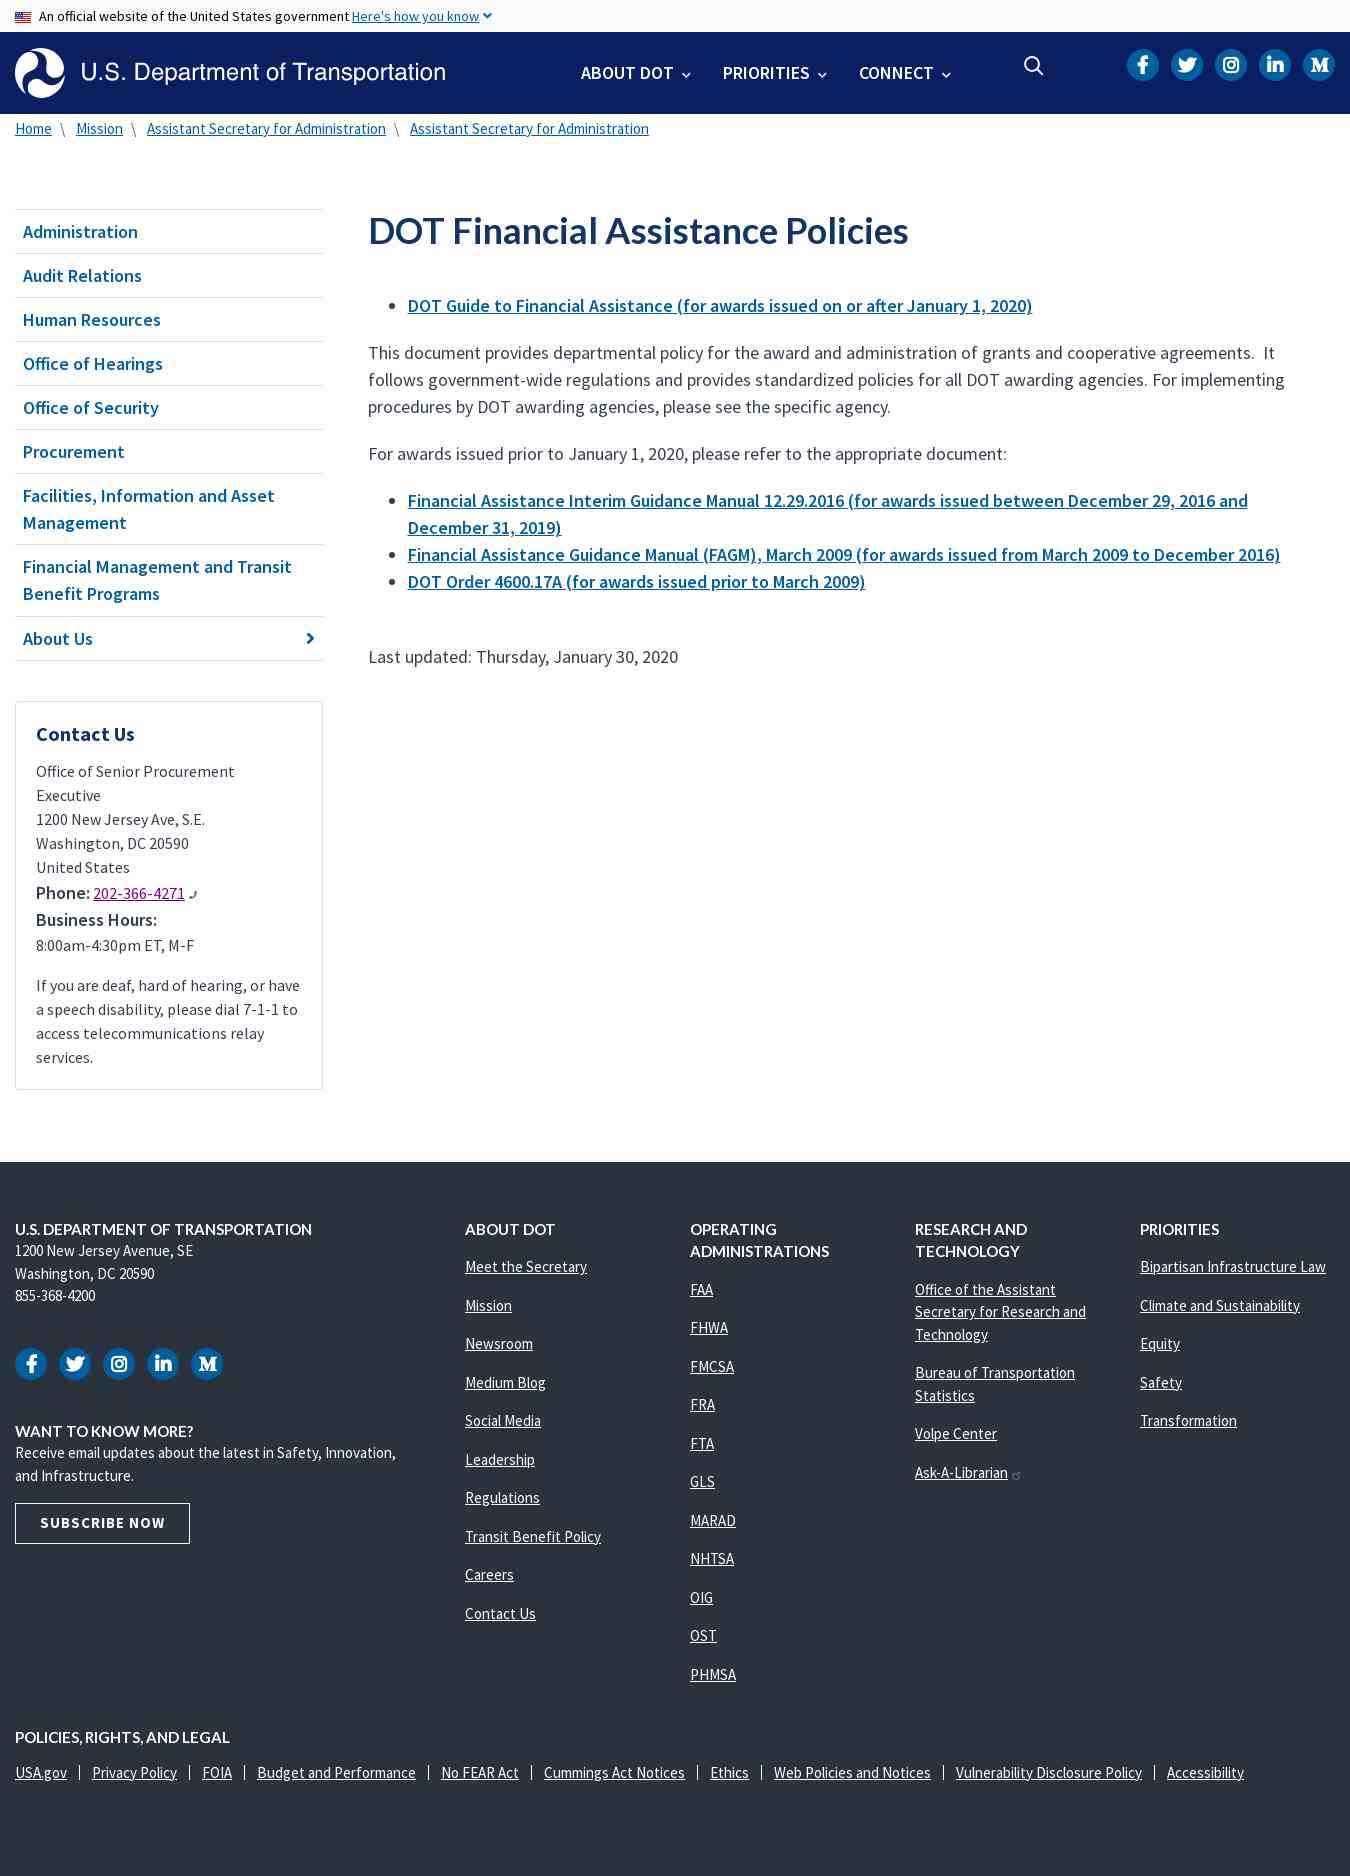 An official website of the United States government Here's how you know
U.S. Department of Transportation
ABOUT DOT
PRIORITIES
CONNECT
Home \ Mission \ Assistant Secretary for Administration \ Assistant Secretary for Administration
Administration
Audit Relations
Human Resources
Office of Hearings
Office of Security
Procurement
Facilities, Information and Asset
Management
Financial Management and Transit
Benefit Programs
About Us
Contact Us
Office of Senior Procurement
Executive
1200 New Jersey Ave, S.E.
Washington, DC 20590
United States
Phone: 202-366-4271
Business Hours:
8:00am-4:30pm ET, M-F
If you are deaf, hard of hearing, or have
a speech disability, please dial 7-1-1 to
access telecommunications relay
services.
DOT Financial Assistance Policies
• DOT Guide to Financial Assistance (for awards issued on or after January 1, 2020)
This document provides departmental policy for the award and administration of grants and cooperative agreements.  It
follows government-wide regulations and provides standardized policies for all DOT awarding agencies. For implementing
procedures by DOT awarding agencies, please see the specific agency.
For awards issued prior to January 1, 2020, please refer to the appropriate document:
• Financial Assistance Interim Guidance Manual 12.29.2016 (for awards issued between December 29, 2016 and
December 31, 2019)
• Financial Assistance Guidance Manual (FAGM), March 2009 (for awards issued from March 2009 to December 2016)
• DOT Order 4600.17A (for awards issued prior to March 2009)
Last updated: Thursday, January 30, 2020
U.S. DEPARTMENT OF TRANSPORTATION
1200 New Jersey Avenue, SE
Washington, DC 20590
855-368-4200
WANT TO KNOW MORE?
Receive email updates about the latest in Safety, Innovation,
and Infrastructure.
SUBSCRIBE NOW
ABOUT DOT
Meet the Secretary
Mission
Newsroom
Medium Blog
Social Media
Leadership
Regulations
Transit Benefit Policy
Careers
Contact Us
OPERATING
ADMINISTRATIONS
FAA
FHWA
FMCSA
FRA
FTA
GLS
MARAD
NHTSA
OIG
OST
PHMSA
RESEARCH AND
TECHNOLOGY
Office of the Assistant
Secretary for Research and
Technology
Bureau of Transportation
Statistics
Volpe Center
Ask-A-Librarian
PRIORITIES
Bipartisan Infrastructure Law
Climate and Sustainability
Equity
Safety
Transformation
POLICIES, RIGHTS, AND LEGAL
USA.gov | Privacy Policy | FOIA | Budget and Performance | No FEAR Act | Cummings Act Notices | Ethics | Web Policies and Notices | Vulnerability Disclosure Policy | Accessibility